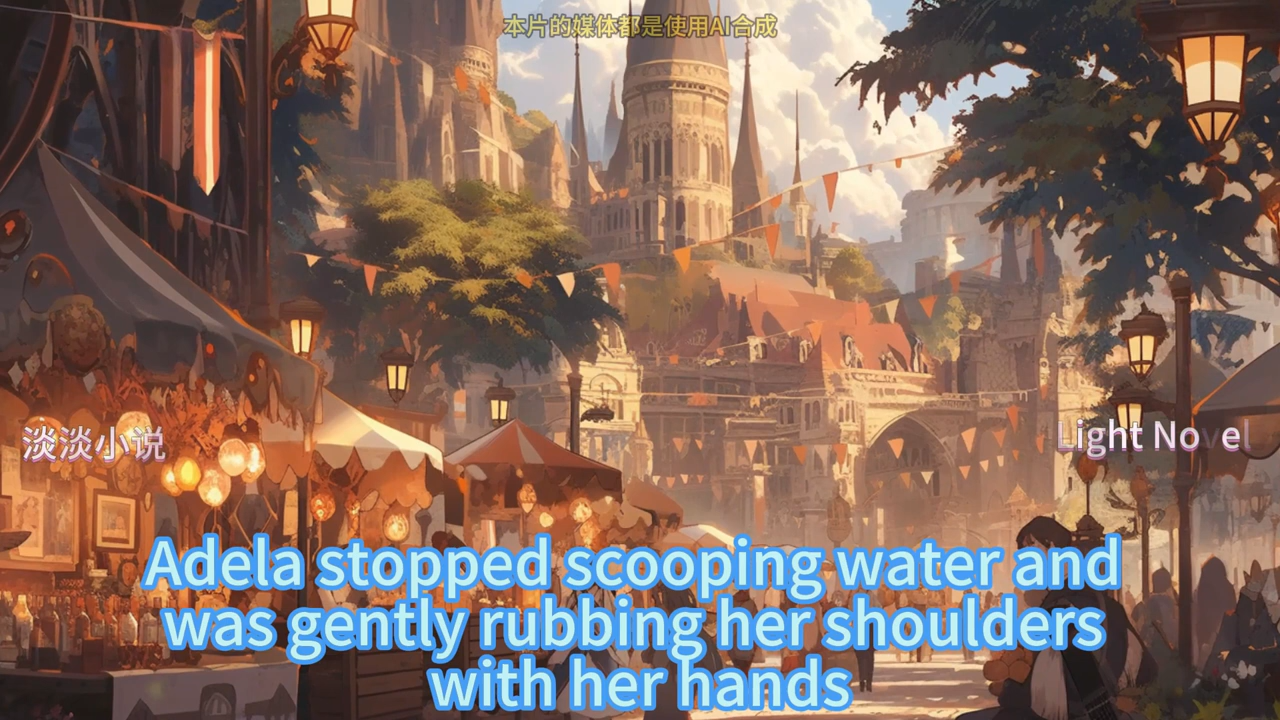 本片的媒体都是使用AI合成
淡淡小说
Light Novel
Adela stopped scooping water and
was gently rubbing her shoulders
with her hands